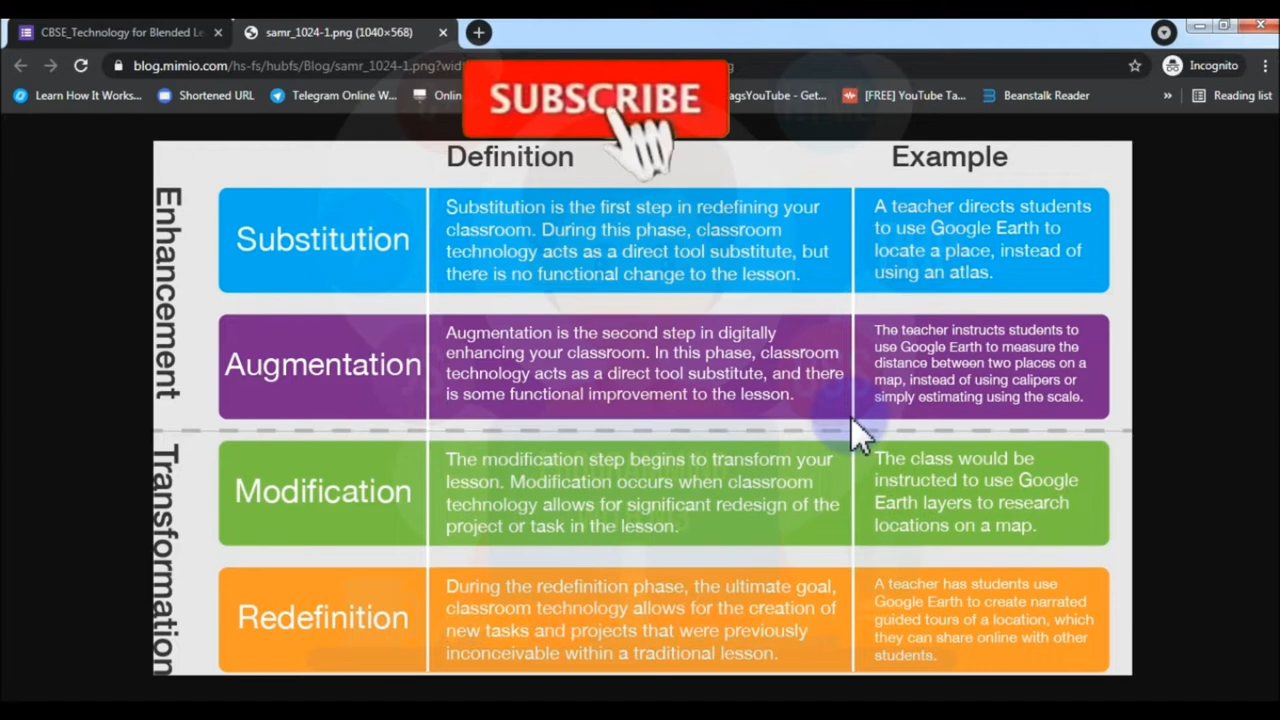 CBSE_Technology for Blended Le
samr_1024-1.png (1040×568)
blog.mimio.com/hs-fs/hubfs/Blog/samr_1024-1.png?wid
Incognito
Learn How It Works...
Shortened URL
Telegram Online W...
Onlin
agsYouTube - Get...
[FREE] YouTube Ta...
Beanstalk Reader
»
Reading list
SUBSCRIBE
Definition
Example
Enhancement
Substitution
Substitution is the first step in redefining your
classroom. During this phase, classroom
technology acts as a direct tool substitute, but
there is no functional change to the lesson.
A teacher directs students
to use Google Earth to
locate a place, instead of
using an atlas.
Augmentation
Augmentation is the second step in digitally
enhancing your classroom. In this phase, classroom
technology acts as a direct tool substitute, and there
is some functional improvement to the lesson.
The teacher instructs students to
use Google Earth to measure the
distance between two places on a
map, instead of using calipers or
simply estimating using the scale.
Transformation
Modification
The modification step begins to transform your
lesson. Modification occurs when classroom
technology allows for significant redesign of the
project or task in the lesson.
The class would be
instructed to use Google
Earth layers to research
locations on a map.
Redefinition
During the redefinition phase, the ultimate goal,
classroom technology allows for the creation of
new tasks and projects that were previously
inconceivable within a traditional lesson.
A teacher has students use
Google Earth to create narrated
guided tours of a location, which
they can share online with other
students.